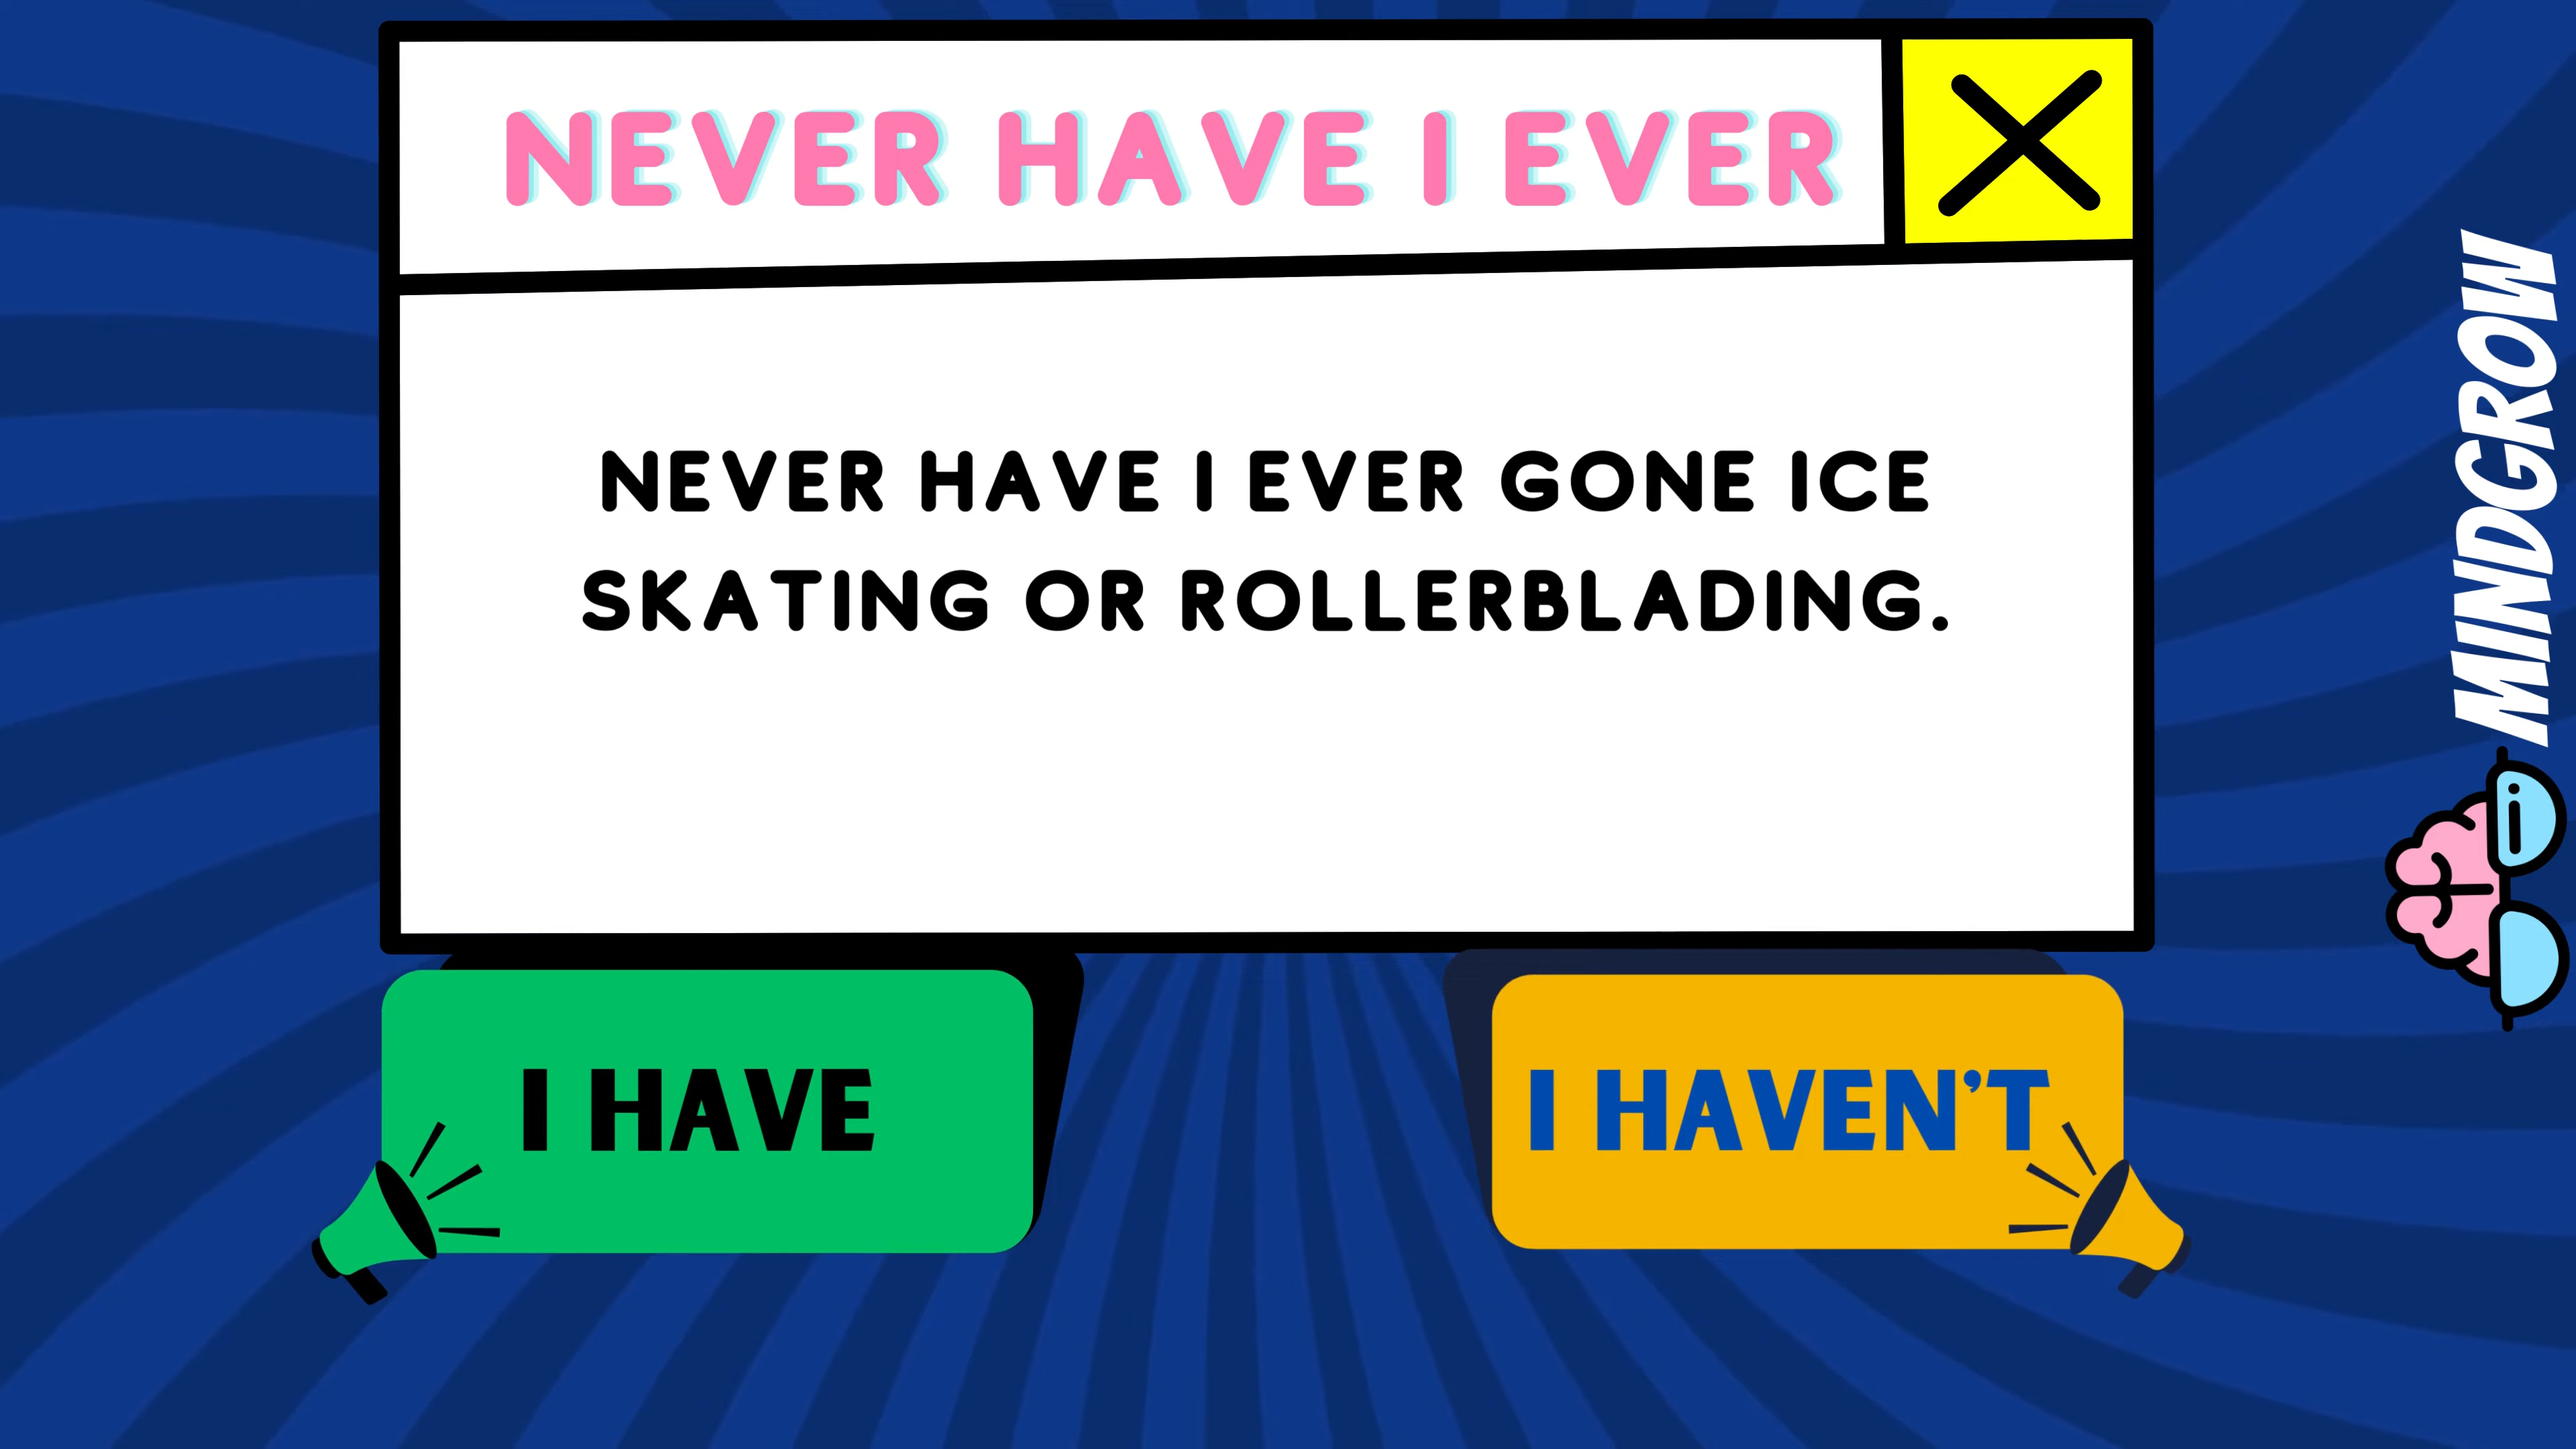 NEVER HAVE I EVER
NEVER HAVE I EVER GONE ICE
SKATING OR ROLLERBLADING.
I HAVE
I HAVEN'T
MINDGROW